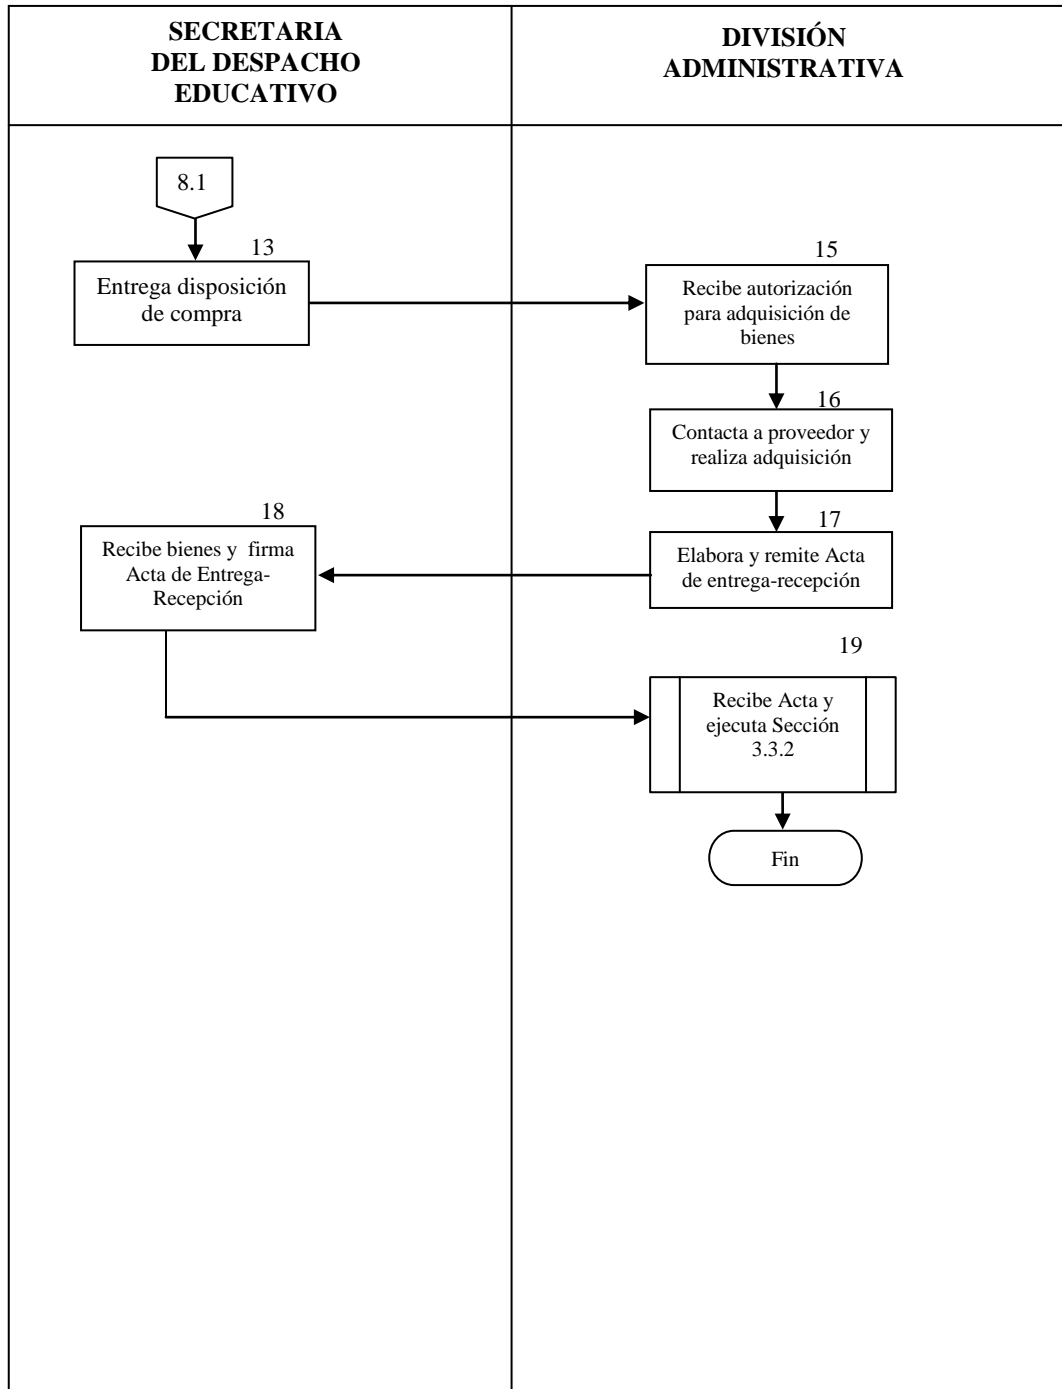 SECRETARIA
DEL DESPACHO
EDUCATIVO
DIVISIÓN
ADMINISTRATIVA
8.1
13
Entrega disposición
de compra
15
Recibe autorización
para adquisición de
bienes
16
Contacta a proveedor y
realiza adquisición
17
Elabora y remite Acta
de entrega-recepción
18
Recibe bienes y firma
Acta de Entrega-
Recepción
19
Recibe Acta y
ejecuta Sección
3.3.2
Fin